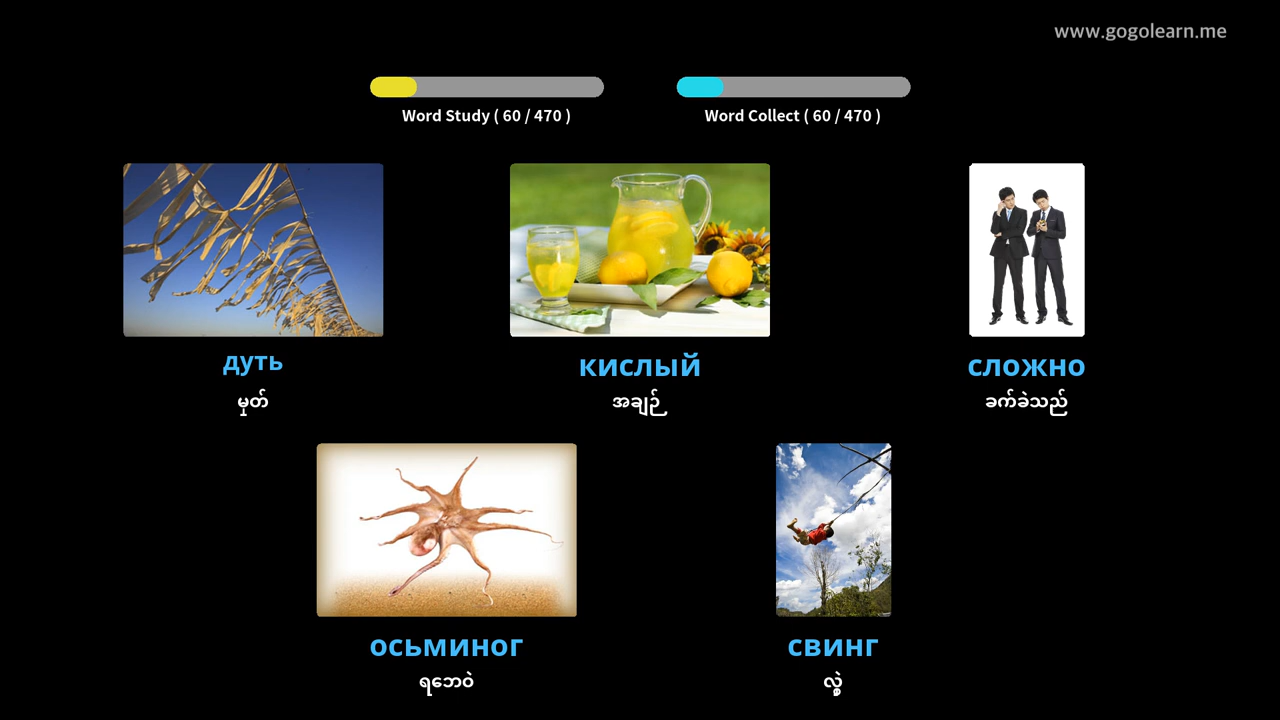 www.gogolearn.me
Word Study ( 60 / 470 )
Word Collect ( 60 / 470 )
дуть
မှုတ်
кислый
အချဉ်
сложно
ခက်ခဲသည်
осьминог
ရဘေဝဲ
свинг
လွှဲ